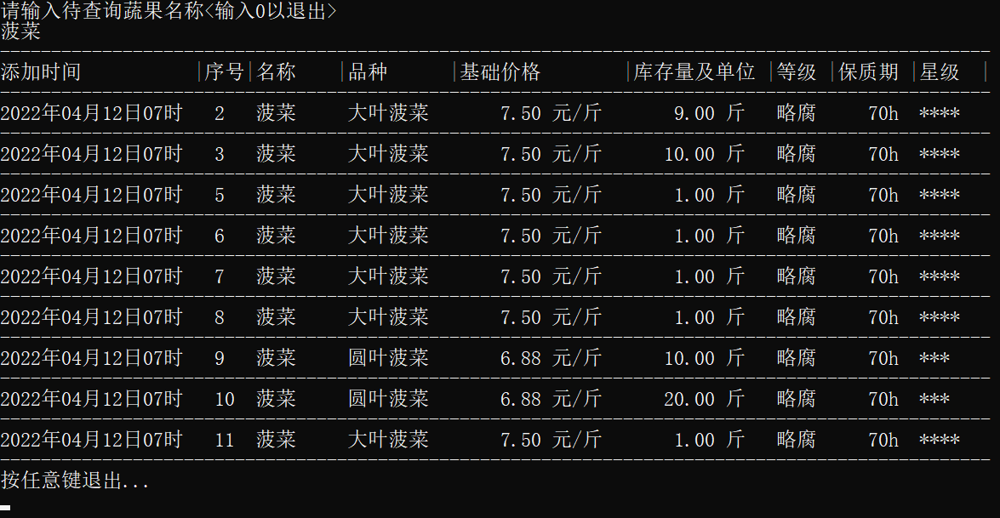 请输入待查询蔬果名称<输入0以退出>
菠菜
添加时间 |序号|名称 |品种 |基础价格 |库存量及单位 |等级 |保质期 |星级 |
2022年04月12日07时 2 菠菜 大叶菠菜 7.50 元/斤 9.00 斤 略腐 70h ****
2022年04月12日07时 3 菠菜 大叶菠菜 7.50 元/斤 10.00 斤 略腐 70h ****
2022年04月12日07时 5 菠菜 大叶菠菜 7.50 元/斤 1.00 斤 略腐 70h ****
2022年04月12日07时 6 菠菜 大叶菠菜 7.50 元/斤 1.00 斤 略腐 70h ****
2022年04月12日07时 7 菠菜 大叶菠菜 7.50 元/斤 1.00 斤 略腐 70h ****
2022年04月12日07时 8 菠菜 大叶菠菜 7.50 元/斤 1.00 斤 略腐 70h ****
2022年04月12日07时 9 菠菜 圆叶菠菜 6.88 元/斤 10.00 斤 略腐 70h ***
2022年04月12日07时 10 菠菜 圆叶菠菜 6.88 元/斤 20.00 斤 略腐 70h ***
2022年04月12日07时 11 菠菜 大叶菠菜 7.50 元/斤 1.00 斤 略腐 70h ****
按任意键退出...